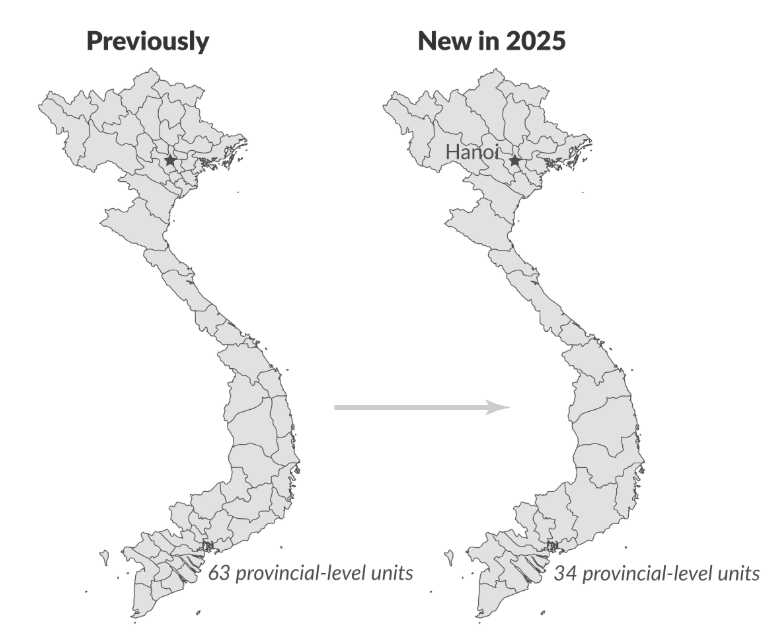 Previously
New in 2025
Hanoi
63 provincial-level units
34 provincial-level units